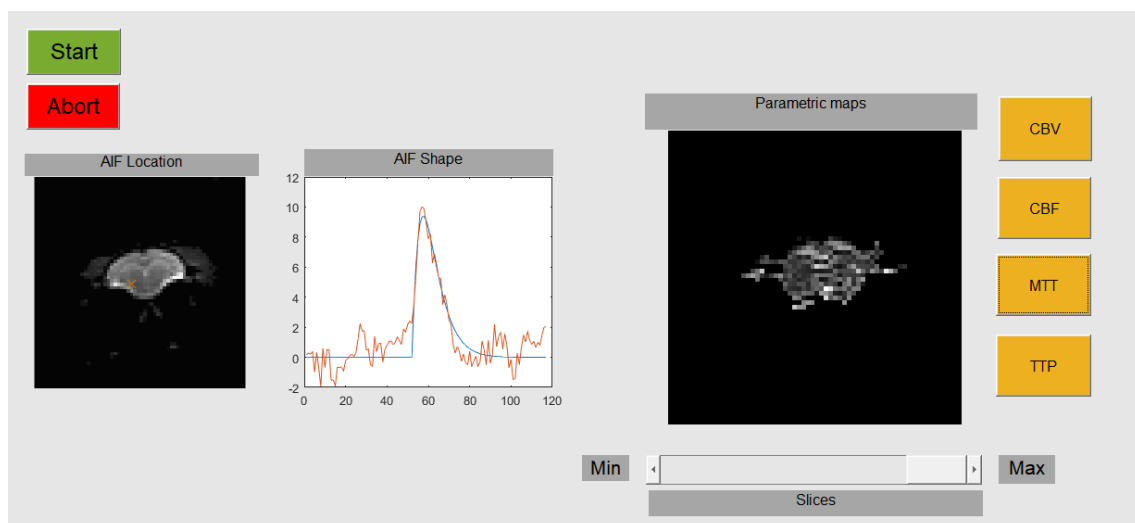 Start
Abort
AIF Location
AIF Shape
12
10
8
6
4
2
0
-2
0 20 40 60 80 100 120
Parametric maps
CBV
CBF
MTT
TTP
Min
Max
Slices